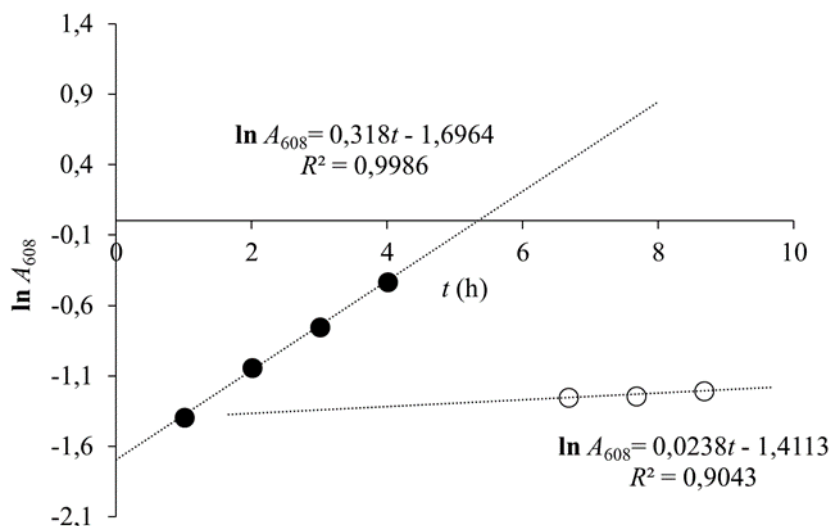 1,4
0,9
ln A₆₀₈= 0,318t - 1,6964
R² = 0,9986
0,4
-0,1
0 2 4 6 8 10
t (h)
ln A₆₀₈
-0,6
-1,1
-1,6
ln A₆₀₈= 0,0238t - 1,4113
R² = 0,9043
-2,1